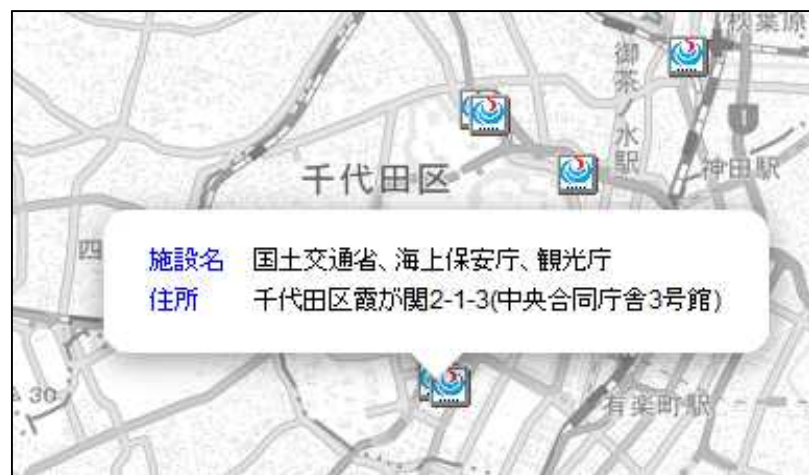 秋葉原
御茶ノ水駅
千代田区
神田駅
四
施設名 国土交通省、海上保安庁、観光庁
住所 千代田区霞が関2-1-3(中央合同庁舎3号館)
30
有楽町駅
1